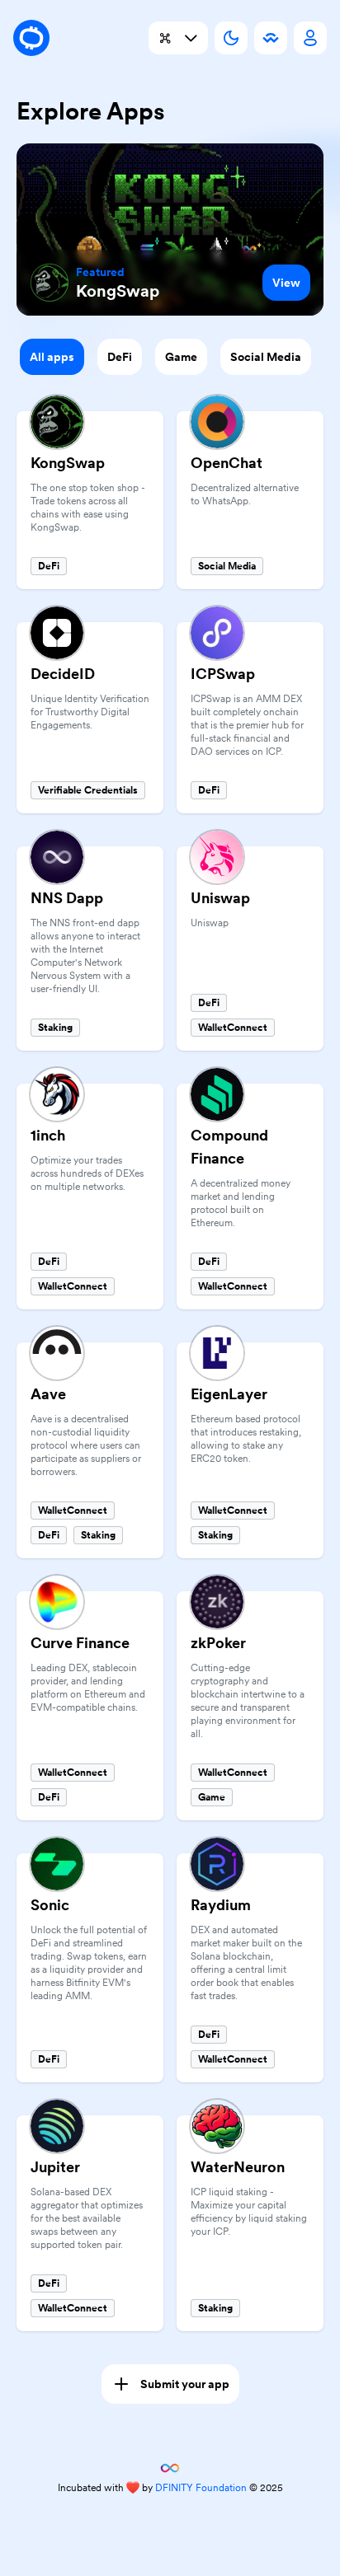 Explore Apps
KONG
SWAP
Featured
KongSwap
View
All apps
DeFi
Game
Social Media
KongSwap
The one stop token shop -
Trade tokens across all
chains with ease using
KongSwap.
DeFi
OpenChat
Decentralized alternative
to WhatsApp.
Social Media
DecideID
Unique Identity Verification
for Trustworthy Digital
Engagements.
Verifiable Credentials
ICPSwap
ICPSwap is an AMM DEX
built completely onchain
that is the premier hub for
full-stack financial and
DAO services on ICP.
DeFi
NNS Dapp
The NNS front-end dapp
allows anyone to interact
with the Internet
Computer's Network
Nervous System with a
user-friendly UI.
Staking
Uniswap
Uniswap
DeFi
WalletConnect
1inch
Optimize your trades
across hundreds of DEXes
on multiple networks.
DeFi
WalletConnect
Compound
Finance
A decentralized money
market and lending
protocol built on
Ethereum.
DeFi
WalletConnect
Aave
Aave is a decentralised
non-custodial liquidity
protocol where users can
participate as suppliers or
borrowers.
WalletConnect
DeFi
Staking
EigenLayer
Ethereum based protocol
that introduces restaking,
allowing to stake any
ERC20 token.
WalletConnect
Staking
Curve Finance
Leading DEX, stablecoin
provider, and lending
platform on Ethereum and
EVM-compatible chains.
WalletConnect
DeFi
zk
zkPoker
Cutting-edge
cryptography and
blockchain intertwine to a
secure and transparent
playing environment for
all.
WalletConnect
Game
Sonic
Unlock the full potential of
DeFi and streamlined
trading. Swap tokens, earn
as a liquidity provider and
harness Bitfinity EVM's
leading AMM.
DeFi
Raydium
DEX and automated
market maker built on the
Solana blockchain,
offering a central limit
order book that enables
fast trades.
DeFi
WalletConnect
Jupiter
Solana-based DEX
aggregator that optimizes
for the best available
swaps between any
supported token pair.
DeFi
WalletConnect
WaterNeuron
ICP liquid staking -
Maximize your capital
efficiency by liquid staking
your ICP.
Staking
Submit your app
Incubated with ❤️ by DFINITY Foundation © 2025